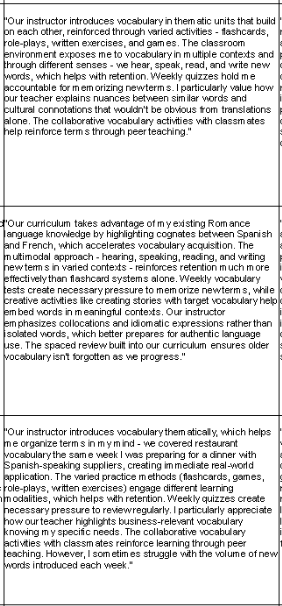 "Our instructor introduces vocabulary in thematic units that build
on each other, reinforced through varied activities - flashcards,
role-plays, written exercises, and games. The classroom
environment exposes me to vocabulary in multiple contexts and
through different senses - we hear, speak, read, and write new
words, which helps with retention. Weekly quizzes hold me
accountable for memorizing new terms. I particularly value how
our teacher explains nuances between similar words and
cultural connotations that wouldn't be obvious from translations
alone. The collaborative vocabulary activities with classmates
help reinforce terms through peer teaching."
"Our curriculum takes advantage of my existing Romance
language knowledge by highlighting cognates between Spanish
and French, which accelerates vocabulary acquisition. The
multimodal approach - hearing, speaking, reading, and writing
new terms in varied contexts - reinforces retention much more
effectively than flashcard systems alone. Weekly vocabulary
tests create necessary pressure to memorize new terms, while
creative activities like creating stories with target vocabulary help
embed words in meaningful contexts. Our instructor
emphasizes collocations and idiomatic expressions rather than
isolated words, which better prepares for authentic language
use. The spaced review built into our curriculum ensures older
vocabulary isn't forgotten as we progress."
"Our instructor introduces vocabulary thematically, which helps
me organize terms in my mind - we covered restaurant
vocabulary the same week I was preparing for a dinner with
Spanish-speaking suppliers, creating immediate real-world
application. The varied practice methods (flashcards, games,
role-plays, written exercises) engage different learning
modalities, which helps with retention. Weekly quizzes create
necessary pressure to review regularly. I particularly appreciate
how our teacher highlights business-relevant vocabulary
knowing my specific needs. The collaborative vocabulary
activities with classmates reinforce learning through peer
teaching. However, I sometimes struggle with the volume of new
words introduced each week."